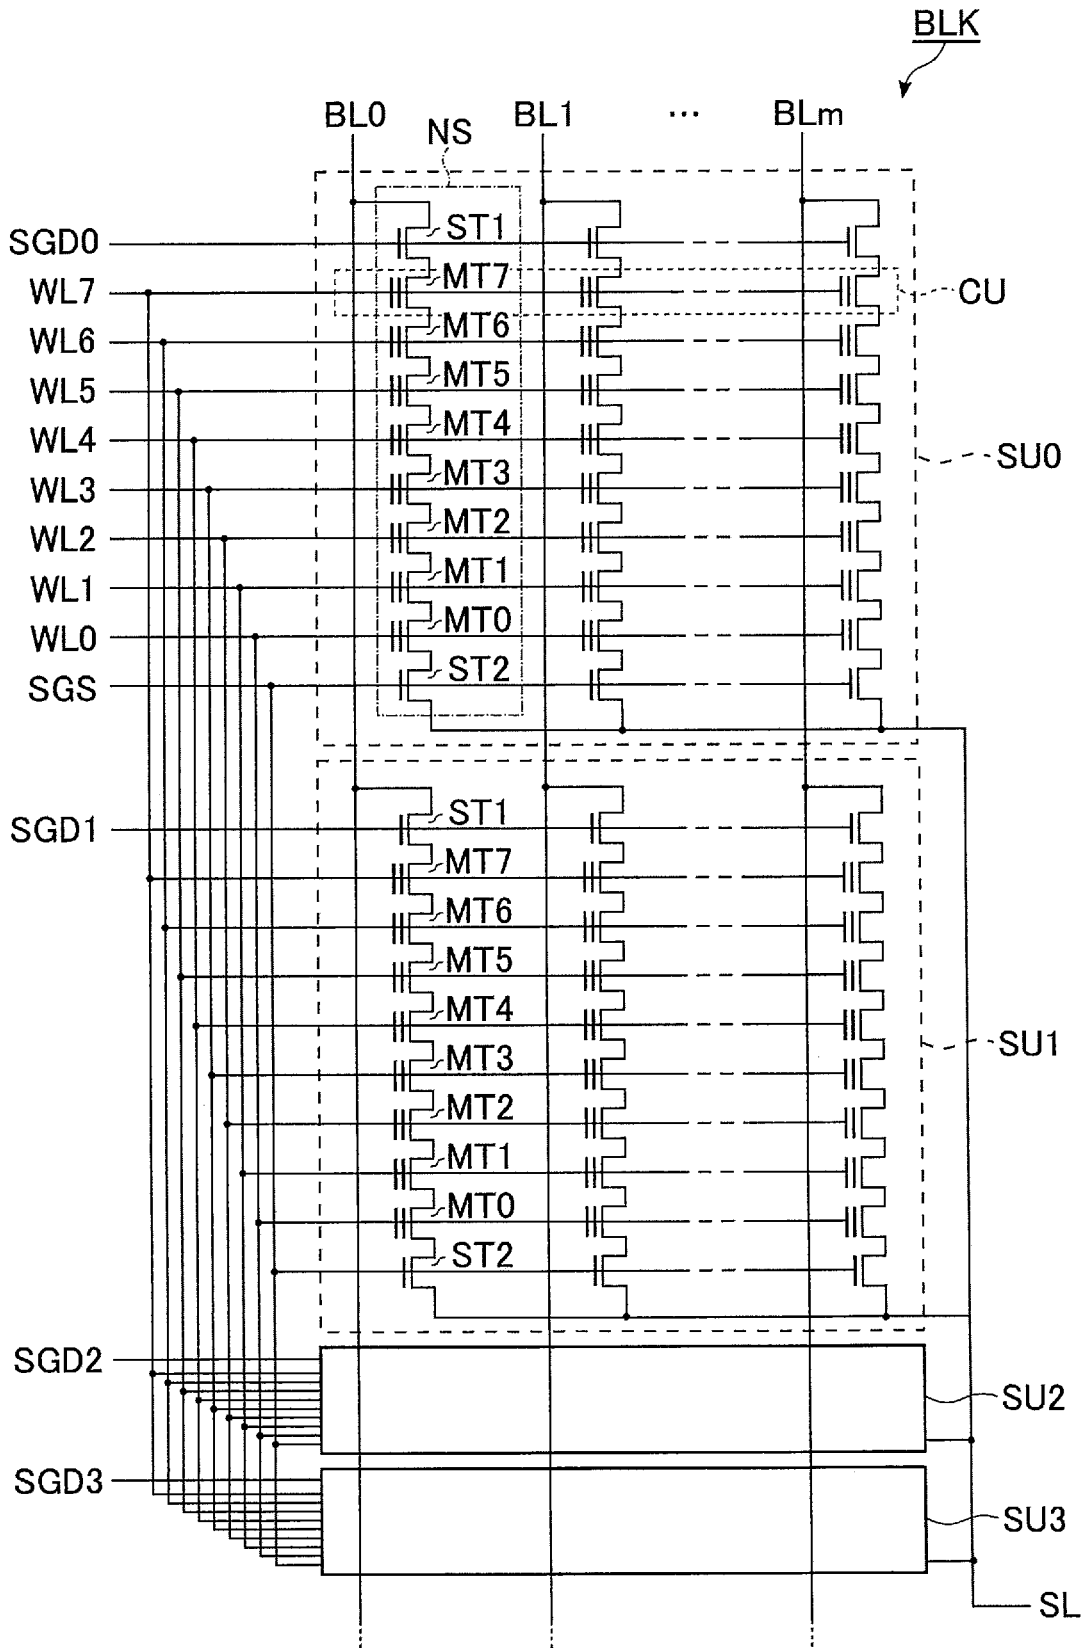 BLK
BL0 BL1 ... BLm
NS
SGD0 ST1
WL7 MT7 CU
WL6 MT6
WL5 MT5
WL4 MT4
SU0
WL3 MT3
WL2 MT2
WL1 MT1
WL0 MT0
SGS ST2
SGD1 ST1
MT7
MT6
MT5
MT4
SU1
MT3
MT2
MT1
MT0
ST2
SGD2
SU2
SGD3
SU3
SL